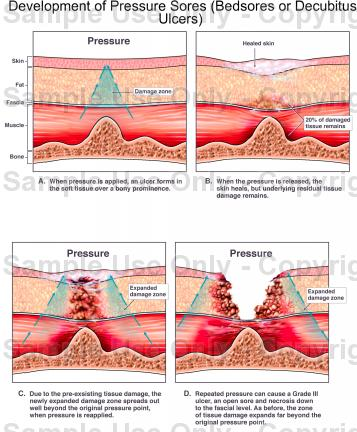 Development of Pressure Sores (Bedsores or Decubitus
Ulcers)
Sample Use Only - Copyrig
Pressure
Healed skin
Skin
Fat
Damage zone
Fascia
Muscle
20% of damaged
tissue remains
Bone
A. When pressure is applied, an ulcer forms in
the soft tissue over a bony prominence.
B. When the pressure is released, the
skin heals, but underlying residual tissue
damage remains.
Sample Use Only - Copyrig
Pressure
Pressure
Expanded
damage zone
Expanded
damage zone
C. Due to the pre-existing tissue damage, the
newly expanded damage zone spreads out
well beyond the original pressure point,
when pressure is reapplied.
D. Repeated pressure can cause a Grade III
ulcer, an open sore and necrosis down
to the fascial level. As before, the zone
of tissue damage expands far beyond the
original pressure point.